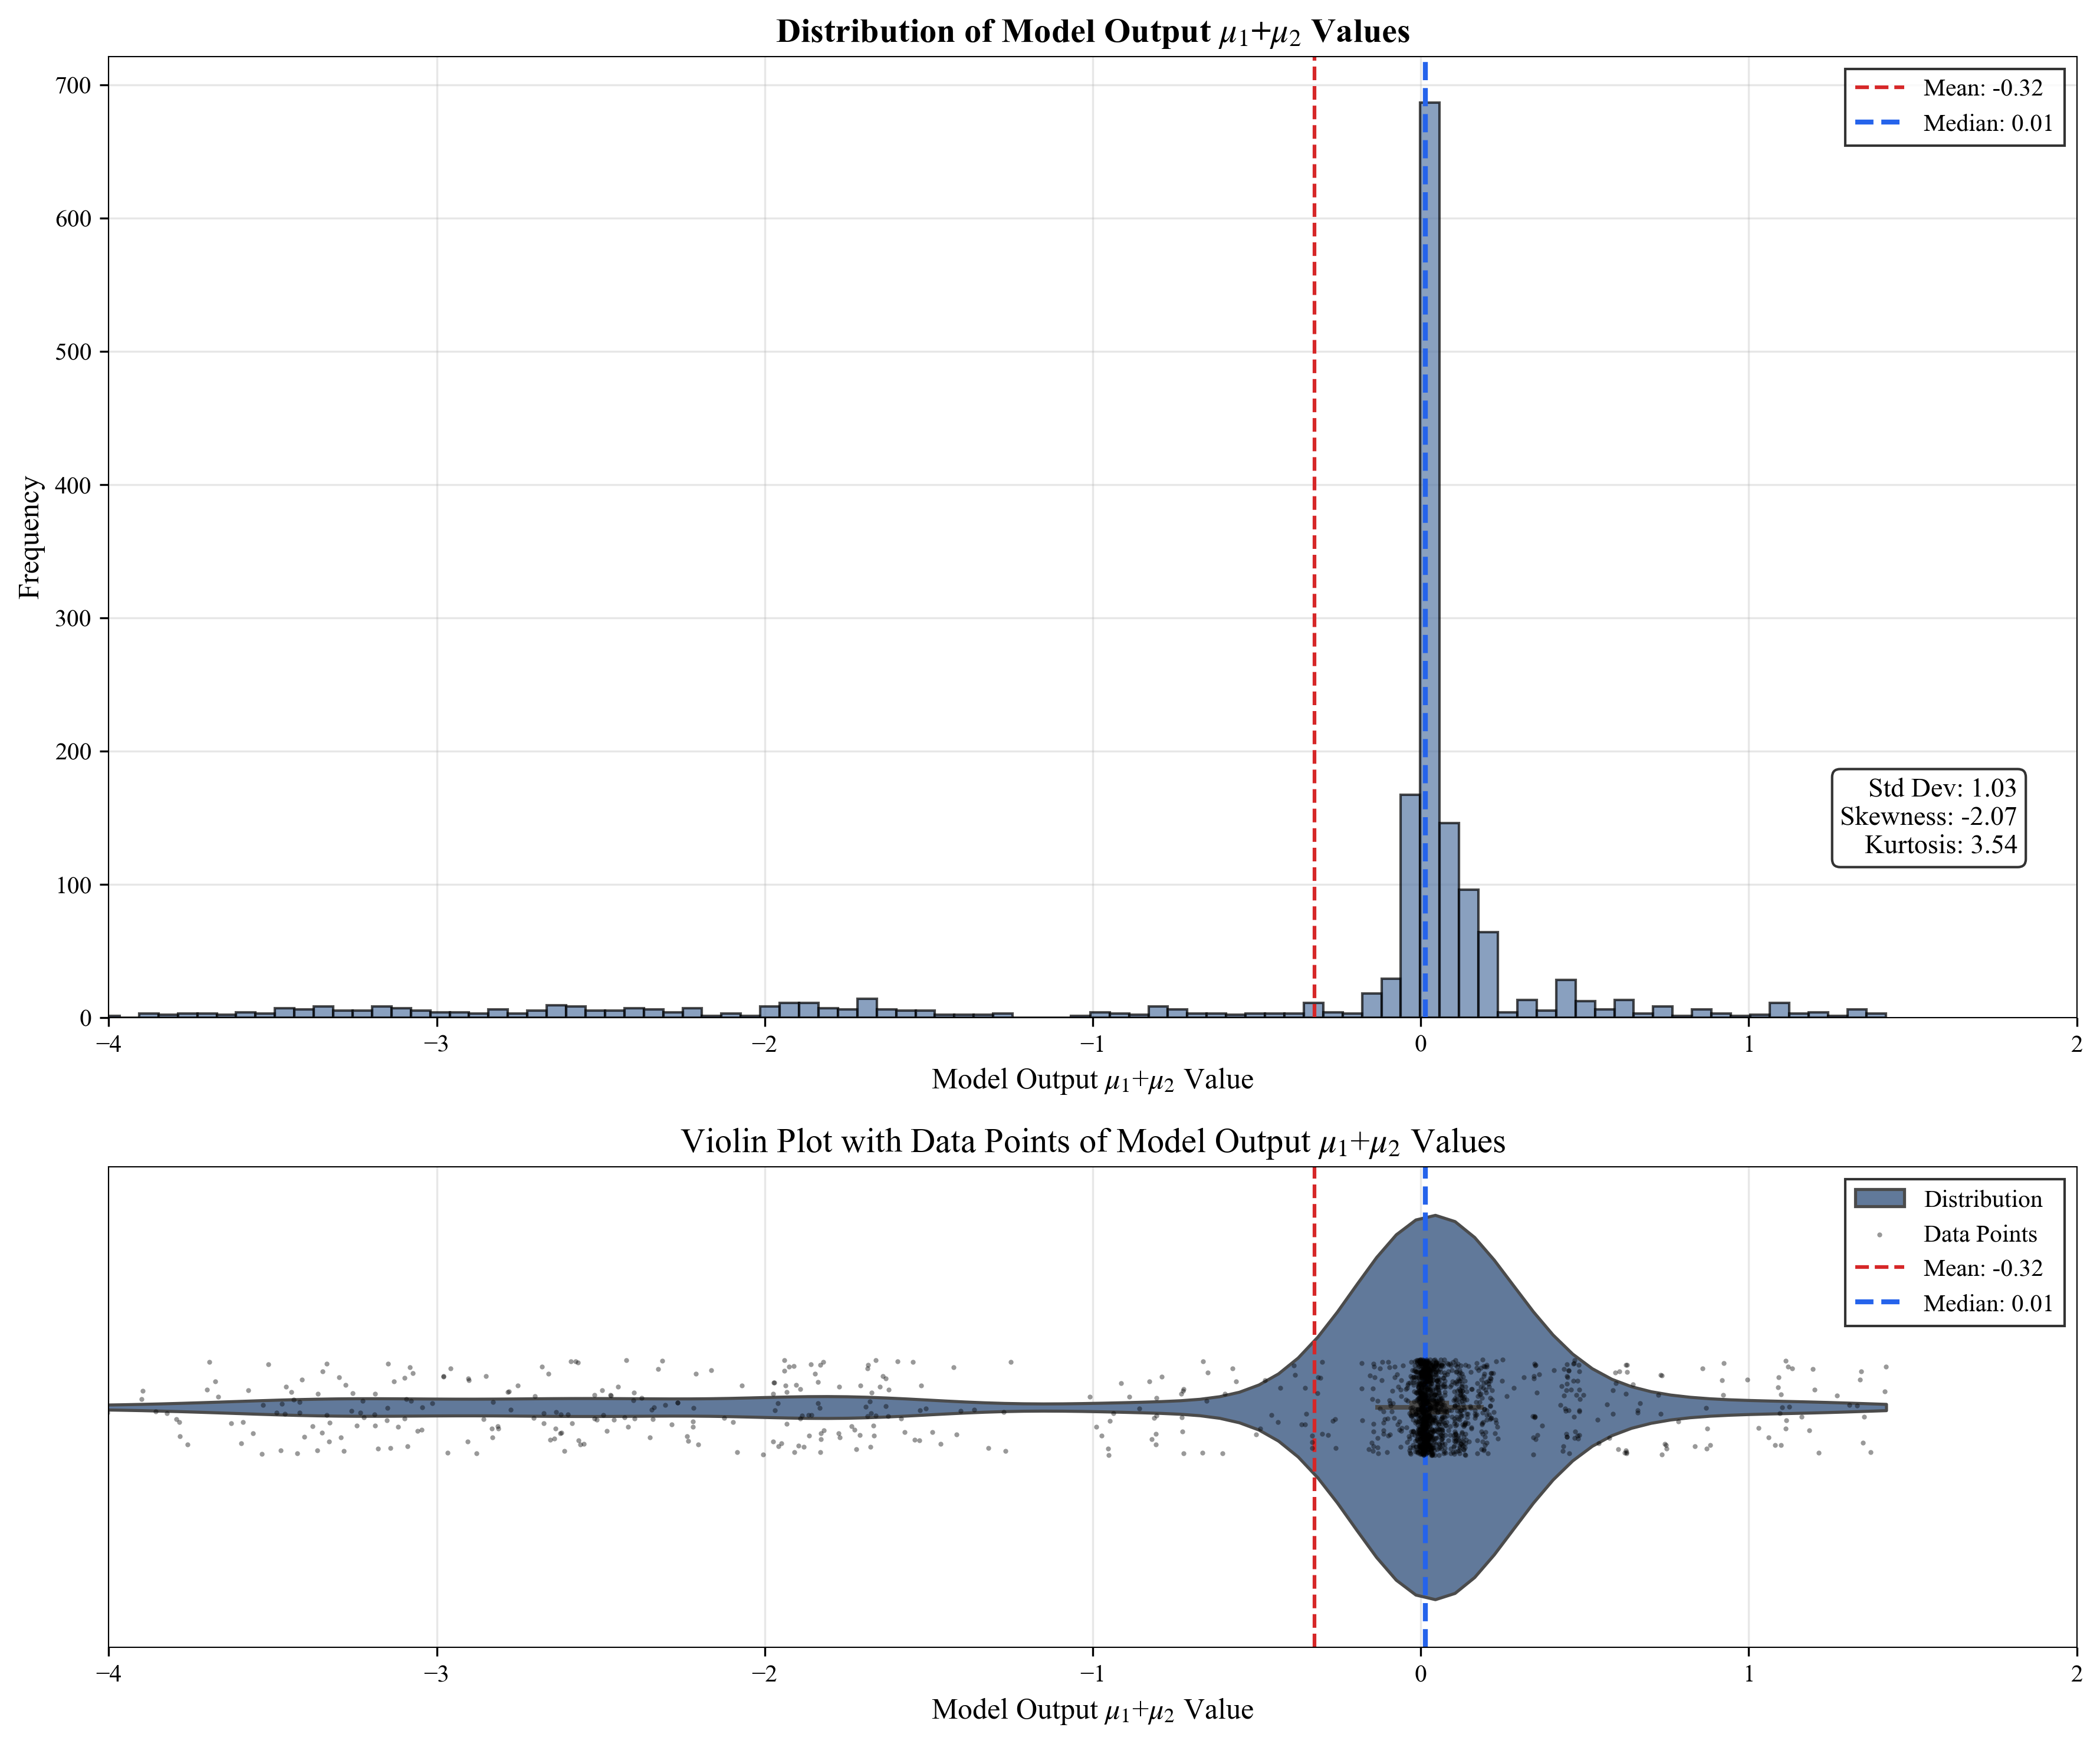 Distribution of Model Output μ₁+μ₂ Values
Mean: -0.32
Median: 0.01
700
600
500
400
300
200
100
0
Frequency
Std Dev: 1.03
Skewness: -2.07
Kurtosis: 3.54
−4 −3 −2 −1 0 1 2
Model Output μ₁+μ₂ Value
Violin Plot with Data Points of Model Output μ₁+μ₂ Values
Distribution
Data Points
Mean: -0.32
Median: 0.01
−4 −3 −2 −1 0 1 2
Model Output μ₁+μ₂ Value